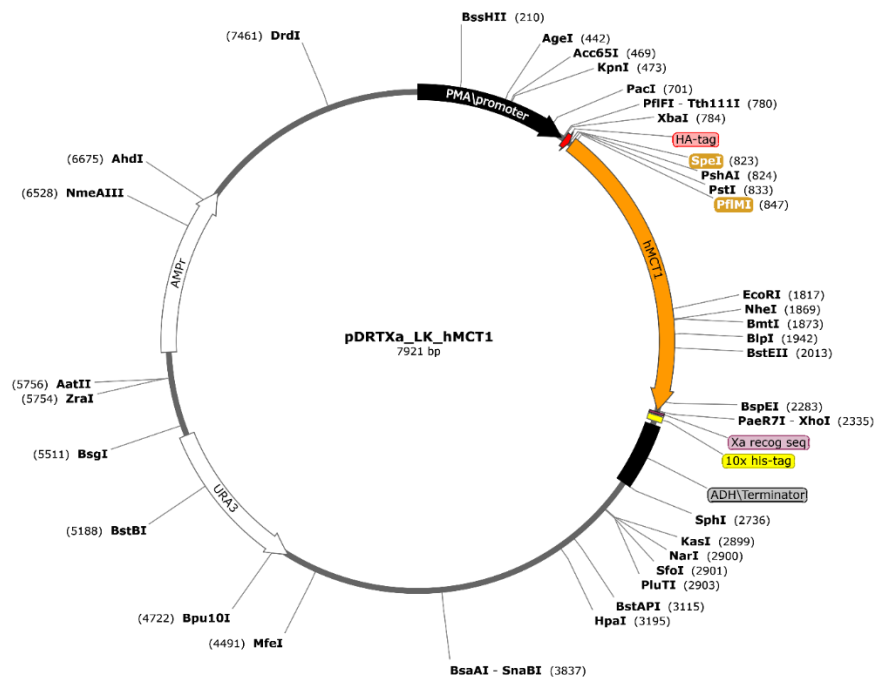 BssHII (210)
(7461) DrdI
AgeI (442)
Acc65I (469)
KpnI (473)
PMA\promoter
PacI (701)
PflFI - Tth111I (780)
XbaI (784)
HA-tag
(6675) AhdI
SpeI (823)
PshAI (824)
(6528) NmeAIII
PstI (833)
PflMI (847)
AMPr
hMCT1
EcoRI (1817)
NheI (1869)
pDRTXa_LK_hMCT1
BmtI (1873)
7921 bp
BlpI (1942)
BstEII (2013)
(5756) AatII
(5754) ZraI
BspEI (2283)
PaeR7I - XhoI (2335)
(5511) BsgI
Xa recog seq
10x his-tag
URA3
ADH\Terminator
(5188) BstBI
SphI (2736)
KasI (2899)
NarI (2900)
SfoI (2901)
PluTI (2903)
(4722) Bpu10I
BstAPI (3115)
HpaI (3195)
(4491) MfeI
BsaAI - SnaBI (3837)